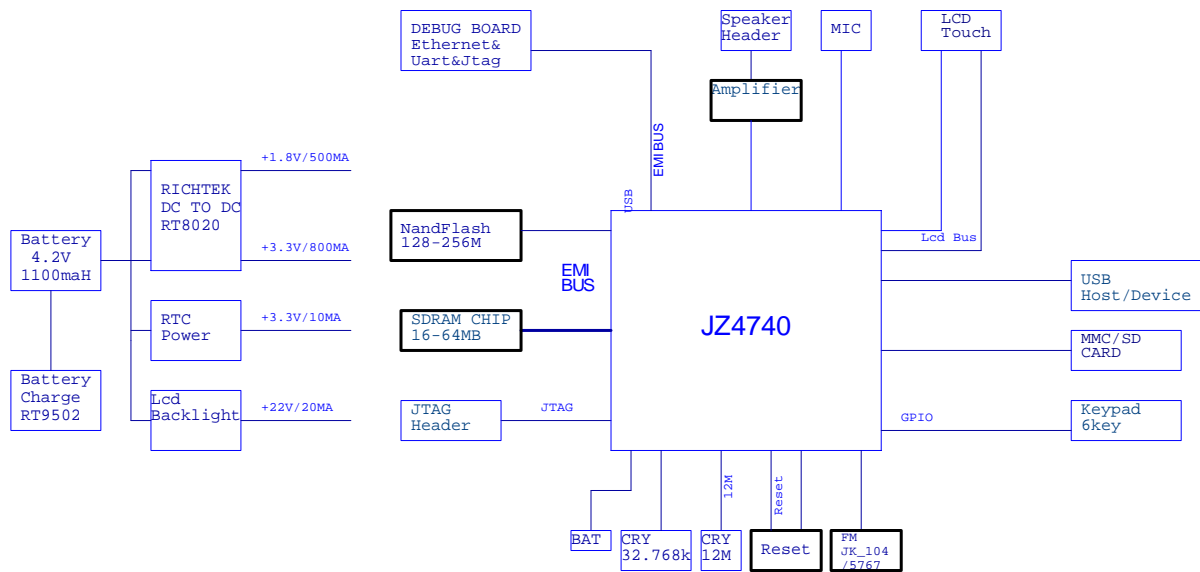 DEBUG BOARD
Ethernet&
Uart&Jtag
Speaker
Header
MIC
LCD
Touch
Amplifier
EMI BUS
USB
+1.8V/500MA
RICHTEK
DC TO DC
RT8020
+3.3V/800MA
Battery
4.2V
1100maH
RTC
Power
+3.3V/10MA
Battery
Charge
RT9502
Lcd
Backlight
+22V/20MA
NandFlash
128-256M
EMI
BUS
SDRAM CHIP
16-64MB
JTAG
Header
JTAG
JZ4740
Lcd Bus
USB
Host/Device
MMC/SD
CARD
GPIO
Keypad
6key
12M
Reset
BAT
CRY
32.768k
CRY
12M
Reset
FM
JK_104
/5767